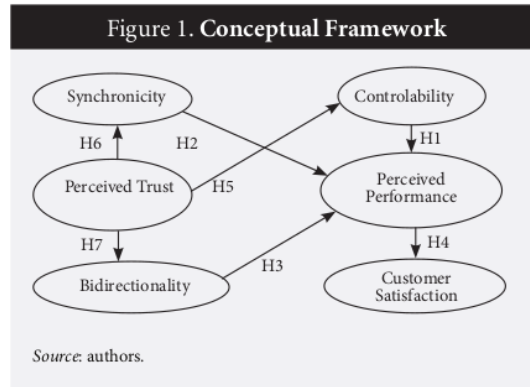 Figure 1. Conceptual Framework
Synchronicity
Controlability
H6
H2
H1
Perceived Trust
H5
Perceived
Performance
H7
H3
H4
Bidirectionality
Customer
Satisfaction
Source: authors.